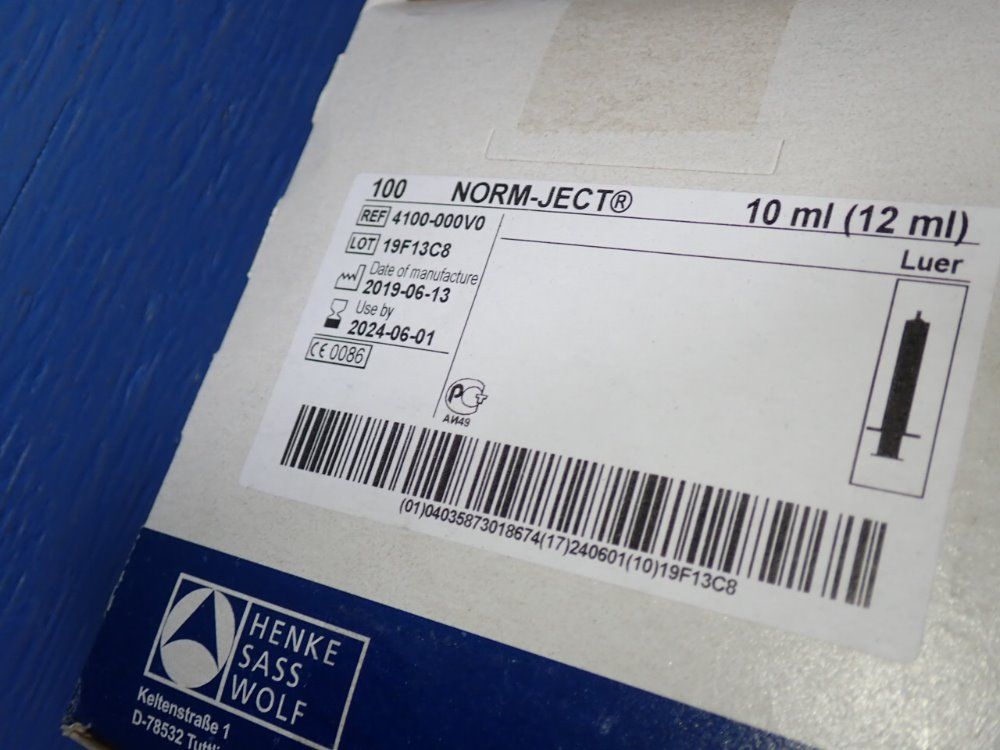 100 NORM-JECT® 10 ml (12 ml)
REF 4100-000V0
Luer
LOT 19F13C8
Date of manufacture
2019-06-13
Use by
2024-06-01
CE 0086
РСТ
АИ49
(01)04035873018674(17)240601(10)19F13C8
HENKE
SASS
WOLF
Keltenstraße 1
D-78532